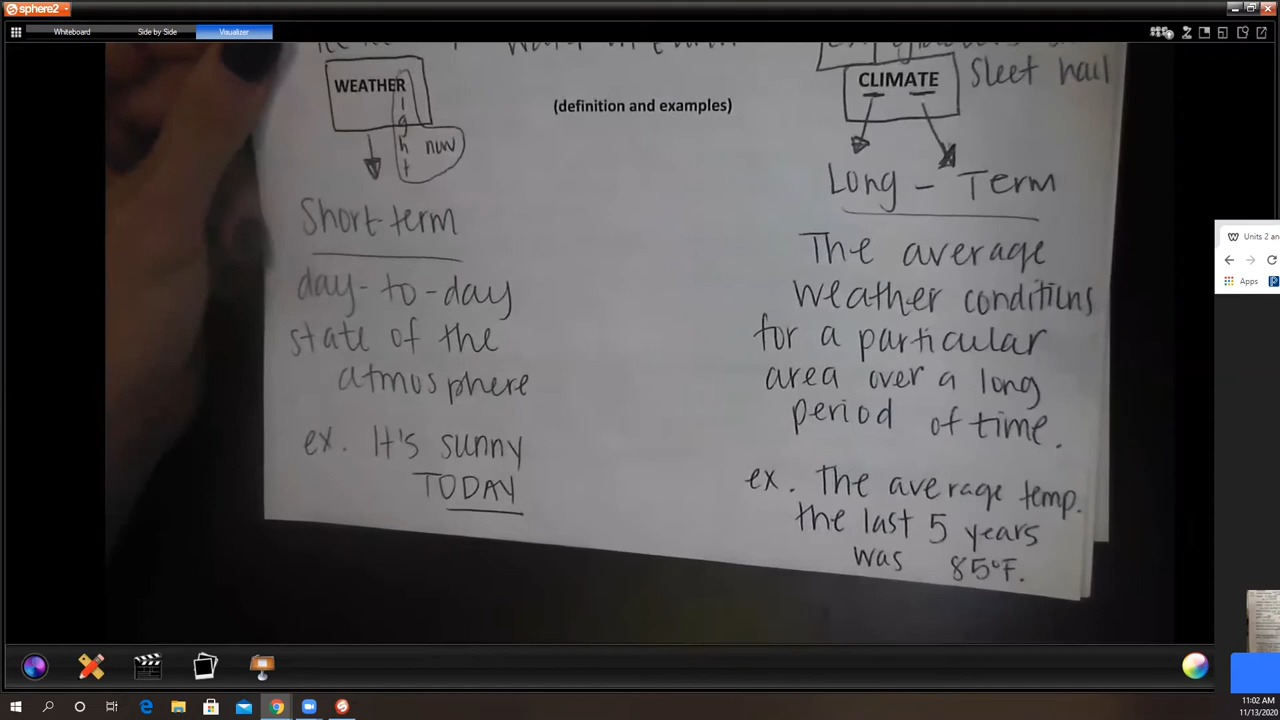 sphere2
Whiteboard
Side by Side
Visualizer
Sleet hail
WEATHER
ight
now
(definition and examples)
CLIMATE
Short-term
day-to-day
state of the
atmosphere
ex. It's sunny
TODAY
Long - Term
The average
weather conditions
for a particular
area over a long
period of time.
ex. The average temp.
the last 5 years
was 85°F.
Units 2 an
Apps
11:02 AM
11/13/2020